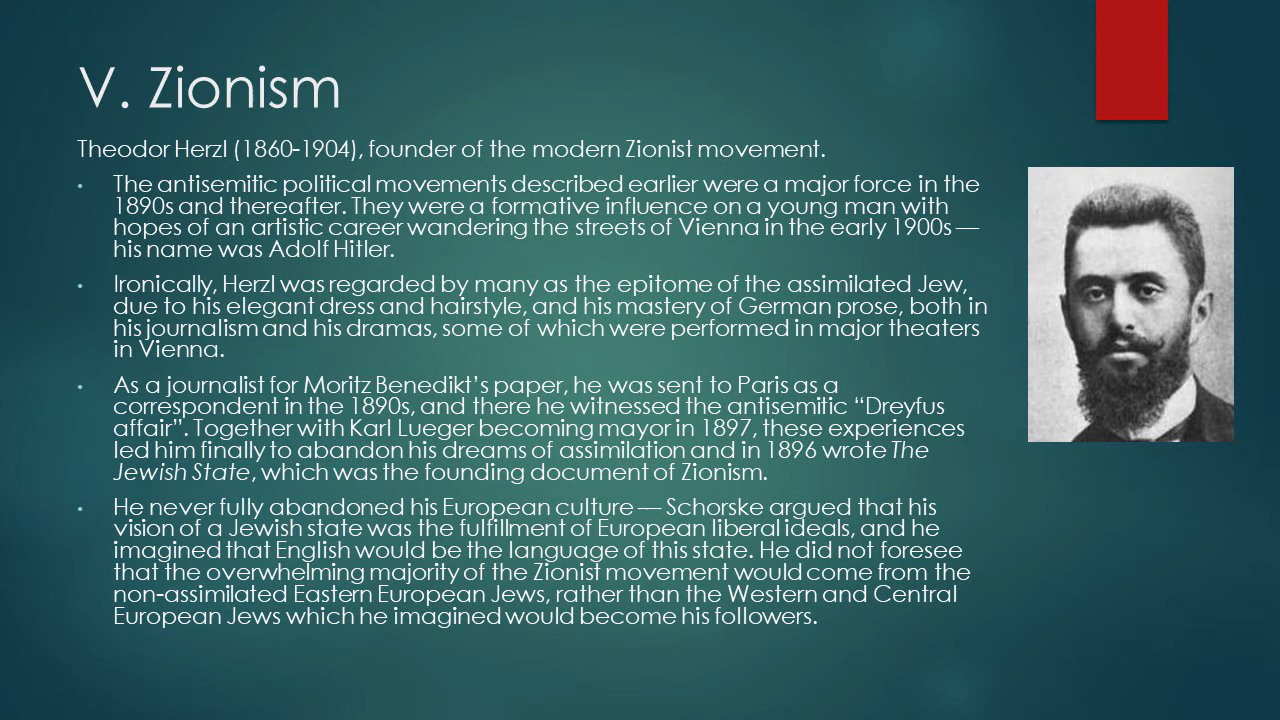 V. Zionism
Theodor Herzl (1860-1904), founder of the modern Zionist movement.
• The antisemitic political movements described earlier were a major force in the
1890s and thereafter. They were a formative influence on a young man with
hopes of an artistic career wandering the streets of Vienna in the early 1900s —
his name was Adolf Hitler.
• Ironically, Herzl was regarded by many as the epitome of the assimilated Jew,
due to his elegant dress and hairstyle, and his mastery of German prose, both in
his journalism and his dramas, some of which were performed in major theaters
in Vienna.
• As a journalist for Moritz Benedikt’s paper, he was sent to Paris as a
correspondent in the 1890s, and there he witnessed the antisemitic “Dreyfus
affair”. Together with Karl Lueger becoming mayor in 1897, these experiences
led him finally to abandon his dreams of assimilation and in 1896 wrote The
Jewish State, which was the founding document of Zionism.
• He never fully abandoned his European culture — Schorske argued that his
vision of a Jewish state was the fulfillment of European liberal ideals, and he
imagined that English would be the language of this state. He did not foresee
that the overwhelming majority of the Zionist movement would come from the
non-assimilated Eastern European Jews, rather than the Western and Central
European Jews which he imagined would become his followers.